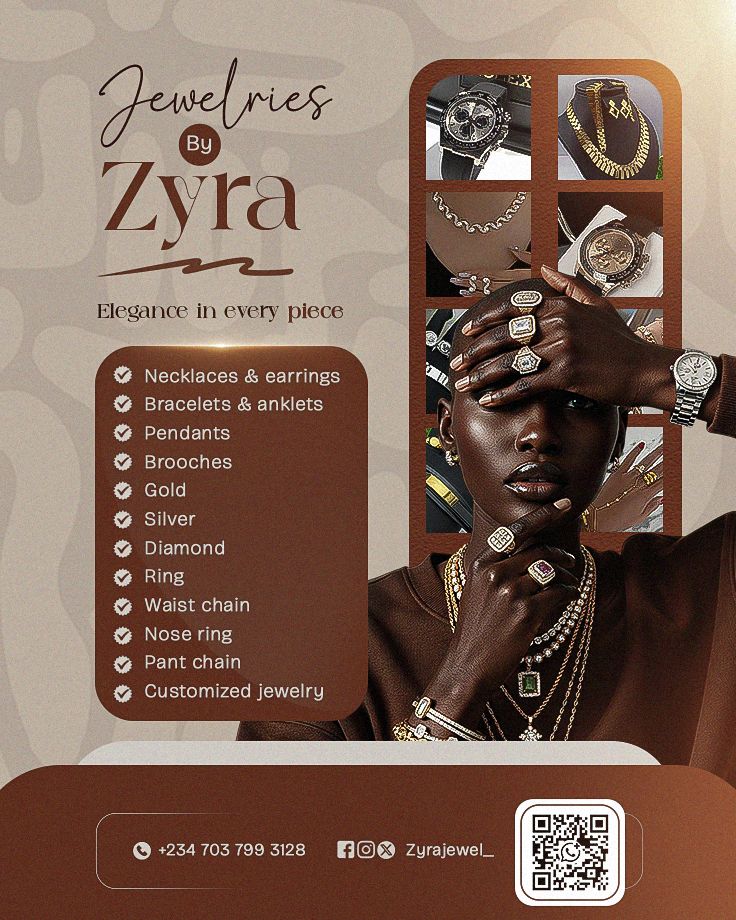 Jewelries
By
Zyra
Elegance in every piece
Necklaces & earrings
Bracelets & anklets
Pendants
Brooches
Gold
Silver
Diamond
Ring
Waist chain
Nose ring
Pant chain
Customized jewelry
+234 703 799 3128
Zyrajewel_